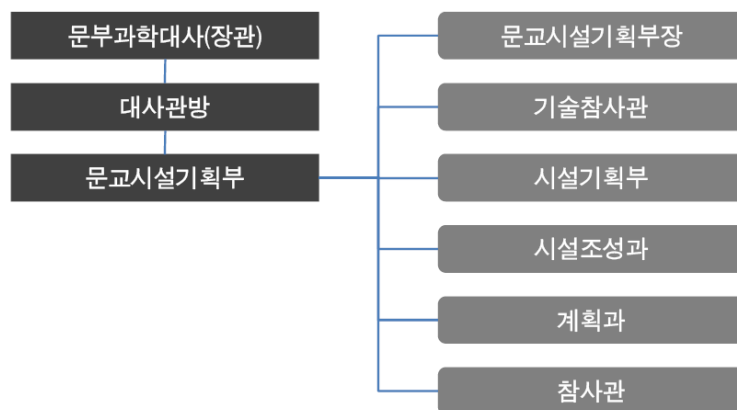 문부과학대사(장관)
대사관방
문교시설기획부
문교시설기획부장
기술참사관
시설기획부
시설조성과
계획과
참사관